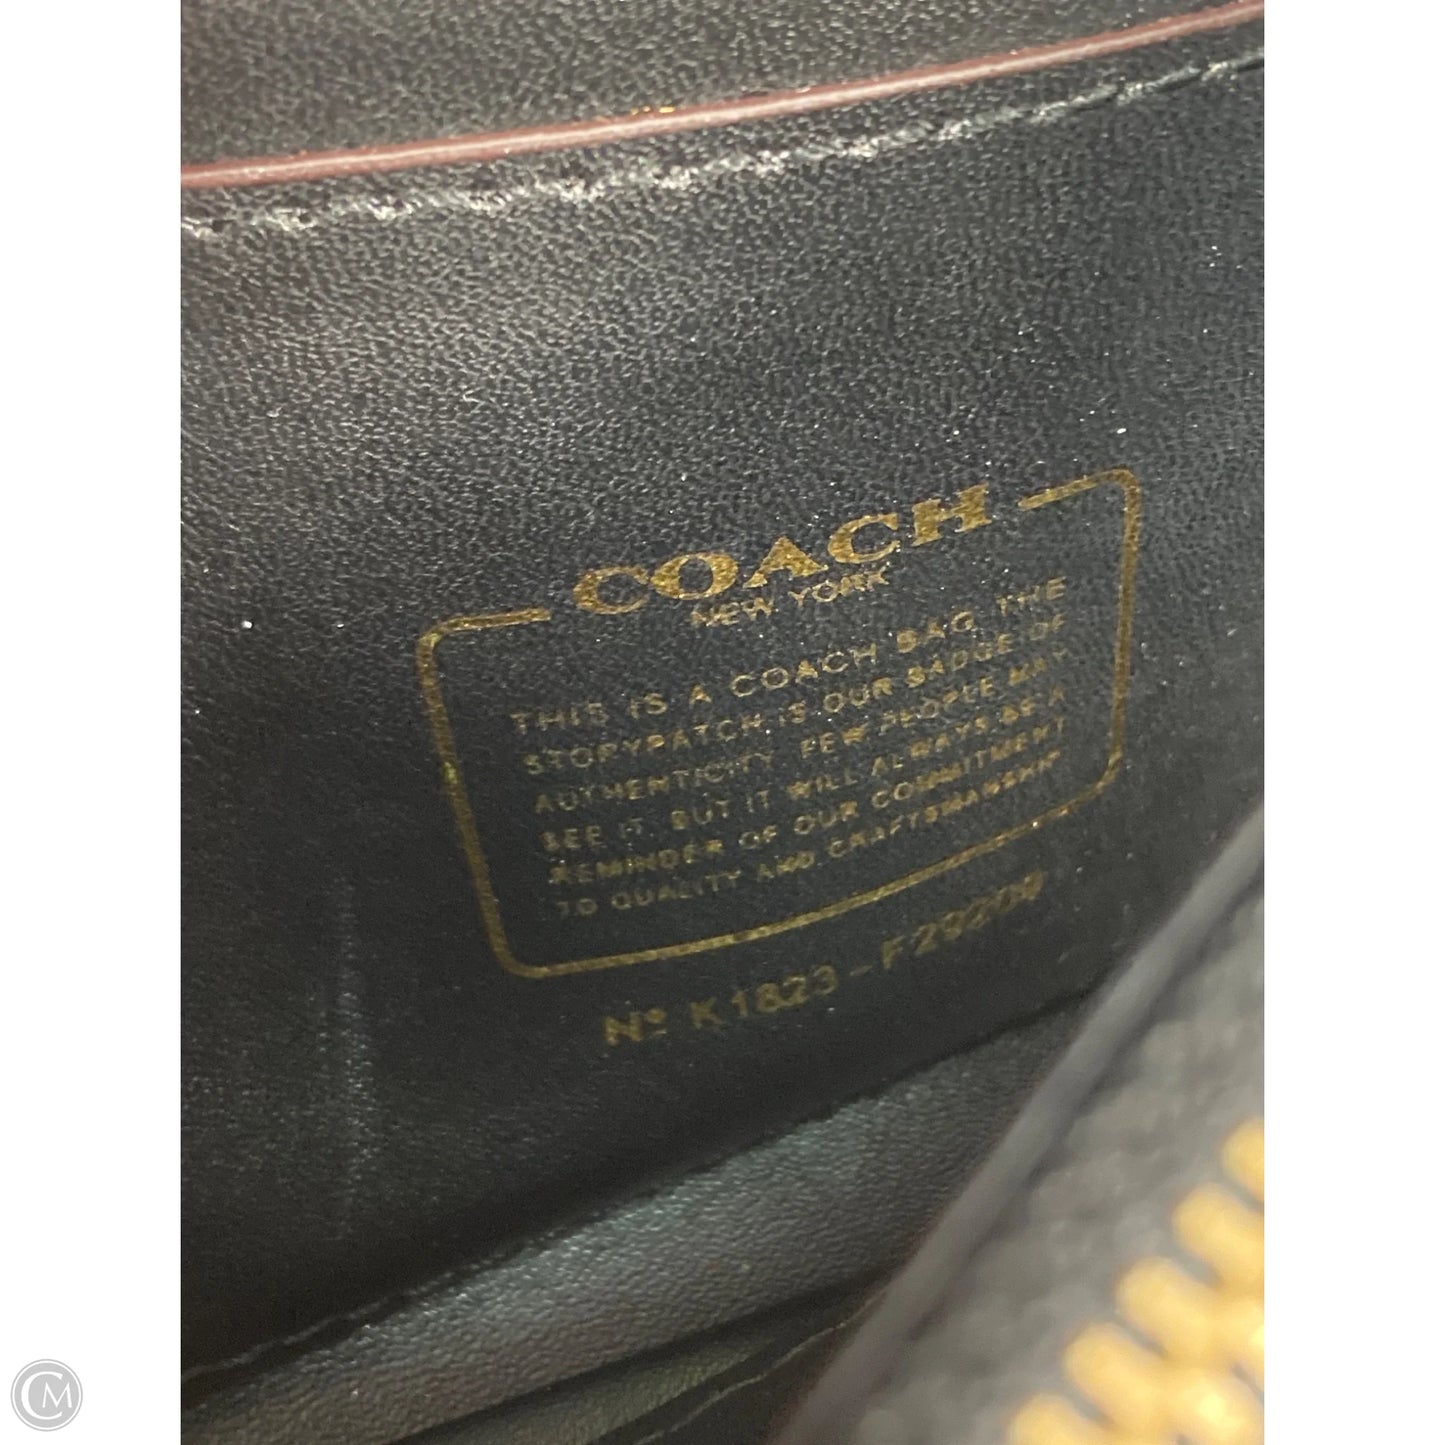 COACH
NEW YORK
THIS IS A COACH BAG. THE
STORYPATCH IS OUR BADGE OF
AUTHENTICITY. FEW PEOPLE MAY
SEE IT, BUT IT WILL ALWAYS BE A
REMINDER OF OUR COMMITMENT
TO QUALITY AND CRAFTSMANSHIP
Nº K1823-F29209
CM